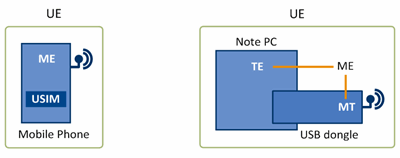 UE
ME
USIM
Mobile Phone
UE
Note PC
TE
ME
MT
USB dongle